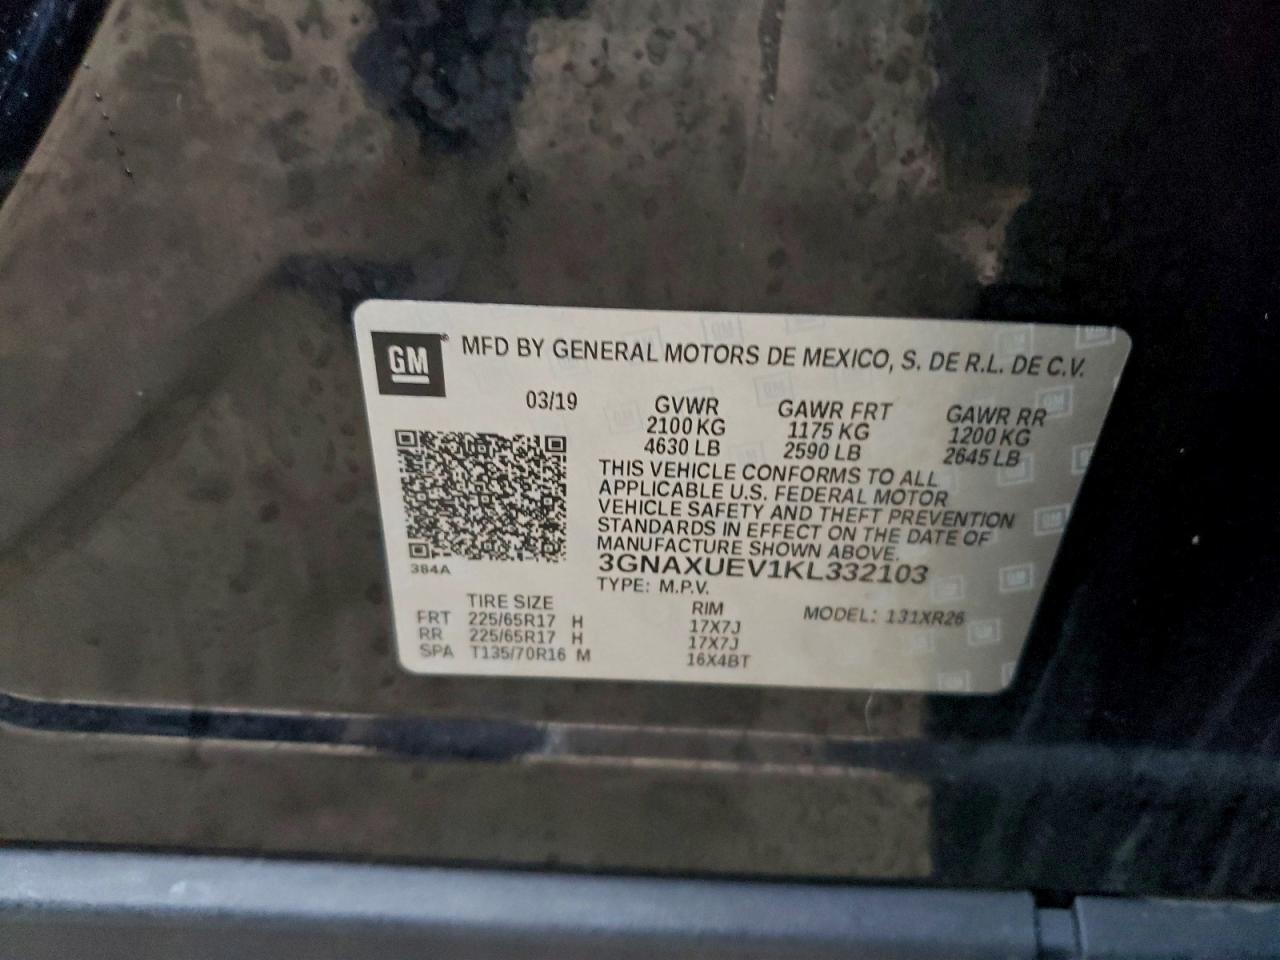 GM
MFD BY GENERAL MOTORS DE MEXICO, S. DE R.L. DE C.V.
03/19
GVWR GAWR FRT GAWR RR
2100 KG 1175 KG 1200 KG
4630 LB 2590 LB 2645 LB
THIS VEHICLE CONFORMS TO ALL
APPLICABLE U.S. FEDERAL MOTOR
VEHICLE SAFETY AND THEFT PREVENTION
STANDARDS IN EFFECT ON THE DATE OF
MANUFACTURE SHOWN ABOVE.
384A
3GNAXUEV1KL332103
TYPE: M.P.V.
TIRE SIZE RIM MODEL: 131XR26
FRT 225/65R17 H 17X7J
RR 225/65R17 H 17X7J
SPA T135/70R16 M 16X4BT